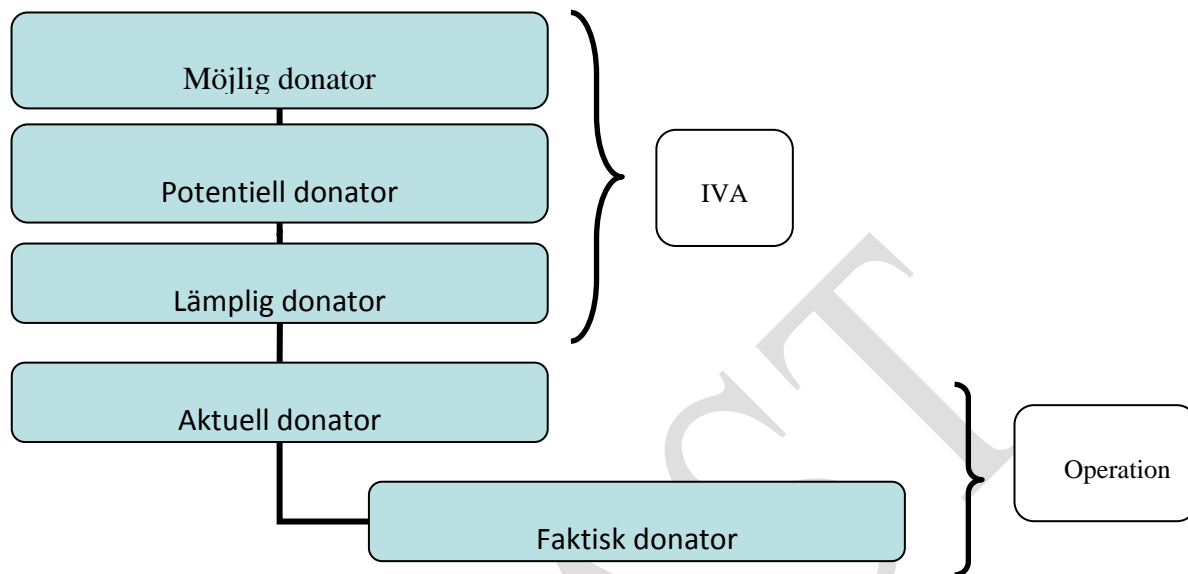 Möjlig donator
Potentiell donator
IVA
Lämplig donator
Aktuell donator
Operation
Faktisk donator